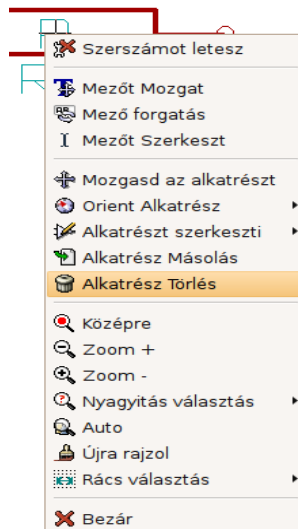 Szerszámot letesz
Mezőt Mozgat
Mező forgatás
Mezőt Szerkeszt
Mozgasd az alkatrészt
Orient Alkatrész
Alkatrészt szerkeszti
Alkatrész Másolás
Alkatrész Törlés
Középre
Zoom +
Zoom -
Nyagyitás választás
Auto
Újra rajzol
Rács választás
Bezár